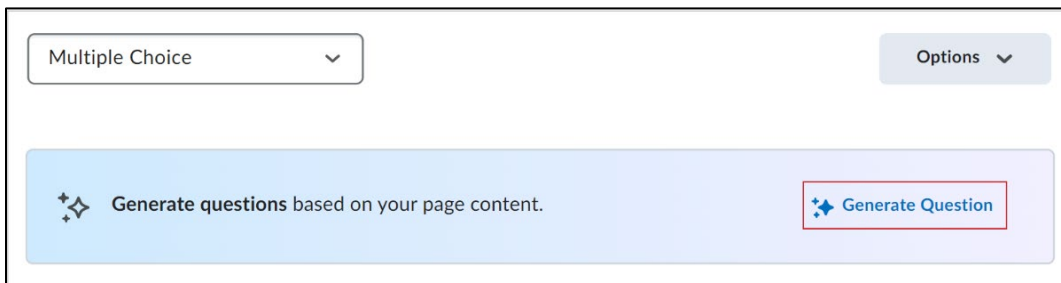 Multiple Choice
Options
Generate questions based on your page content.
Generate Question